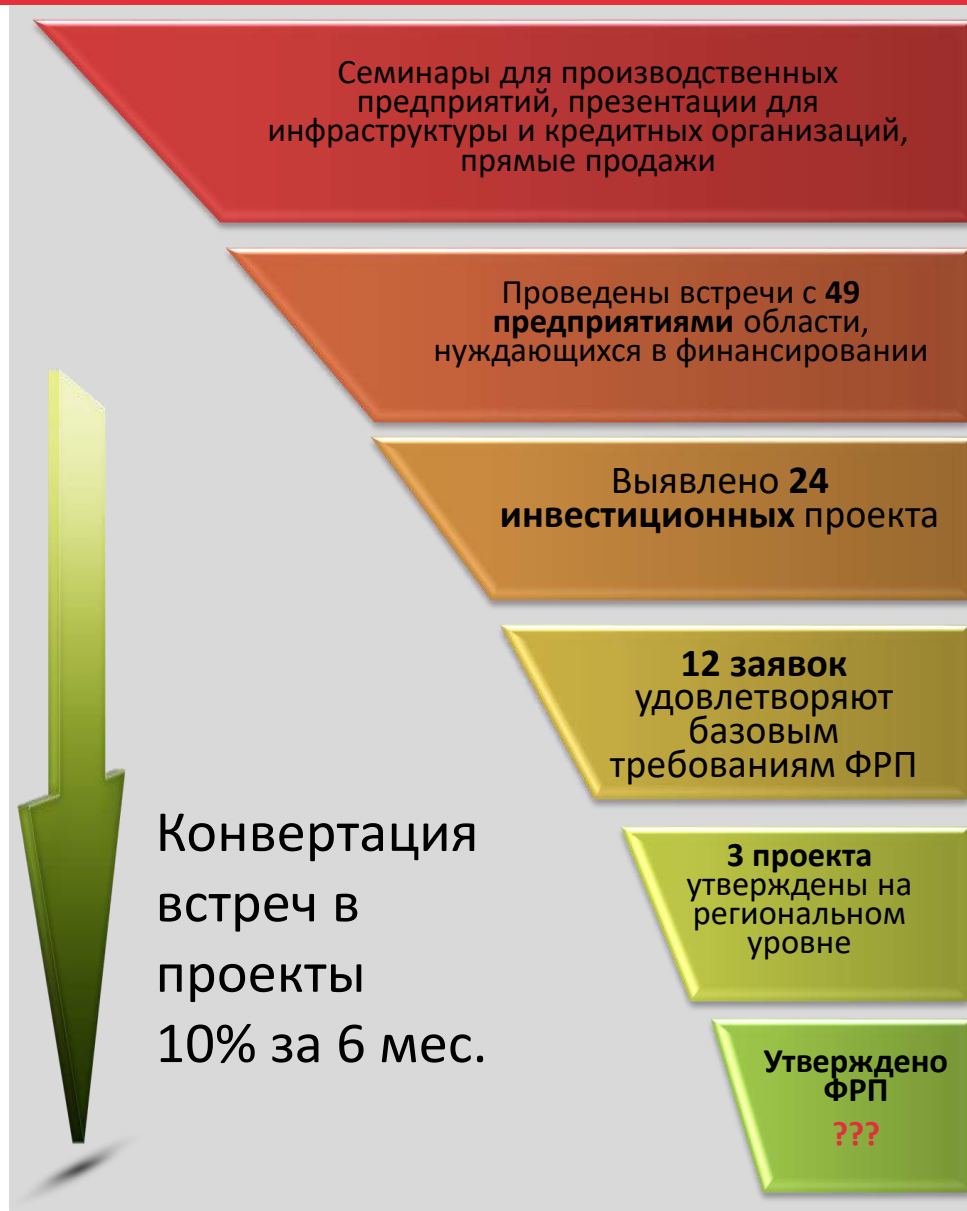 Семинары для производственных
предприятий, презентации для
инфраструктуры и кредитных организаций,
прямые продажи
Проведены встречи с 49
предприятиями области,
нуждающихся в финансировании
Выявлено 24
инвестиционных проекта
12 заявок
удовлетворяют
базовым
требованиям ФРП
3 проекта
утверждены на
региональном
уровне
Утверждено
ФРП
???
Конвертация
встреч в
проекты
10% за 6 мес.